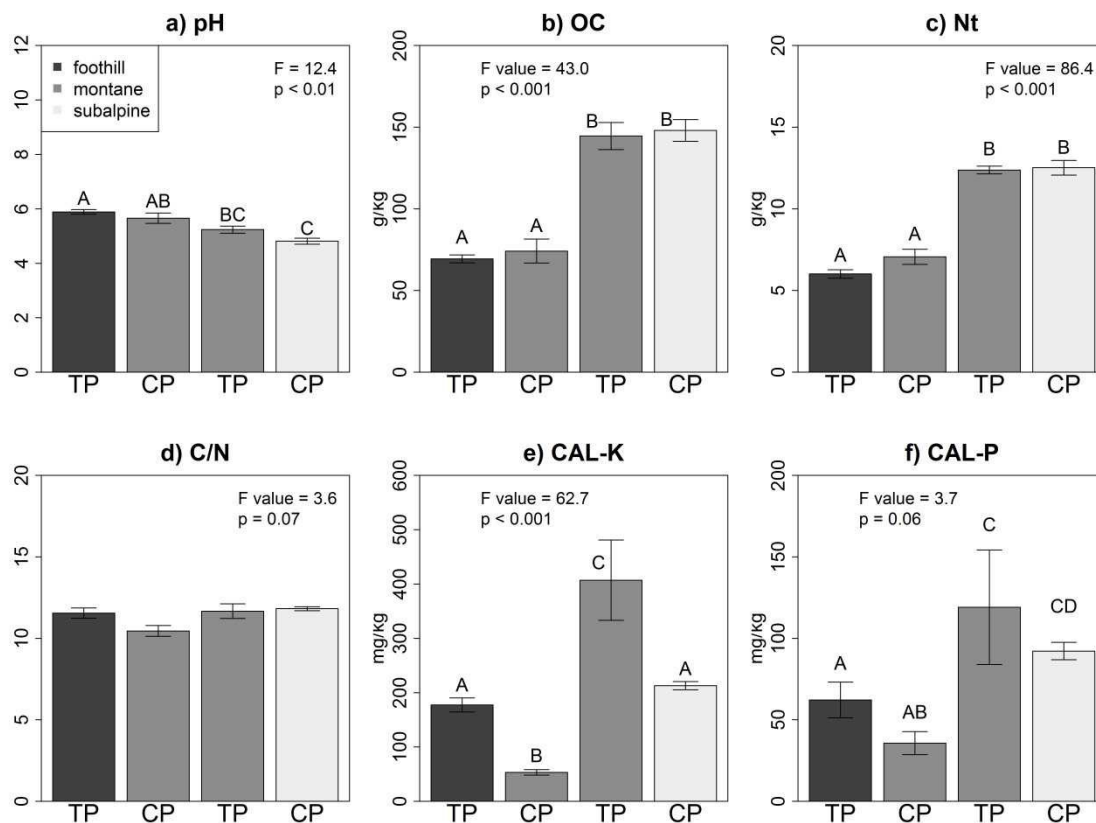 a) pH
12
10
8
6
4
2
0
foothill
montane
subalpine
F = 12.4
p < 0.01
A
AB
BC
C
TP
CP
TP
CP
b) OC
200
150
100
50
0
g/kg
F value = 43.0
p < 0.001
A
A
B
B
TP
CP
TP
CP
c) Nt
20
15
10
5
0
g/kg
F value = 86.4
p < 0.001
A
A
B
B
TP
CP
TP
CP
d) C/N
20
15
10
5
0
F value = 3.6
p = 0.07
TP
CP
TP
CP
e) CAL-K
600
500
400
300
200
100
0
mg/kg
F value = 62.7
p < 0.001
A
B
C
A
TP
CP
TP
CP
f) CAL-P
200
150
100
50
0
mg/kg
F value = 3.7
p = 0.06
A
AB
C
CD
TP
CP
TP
CP